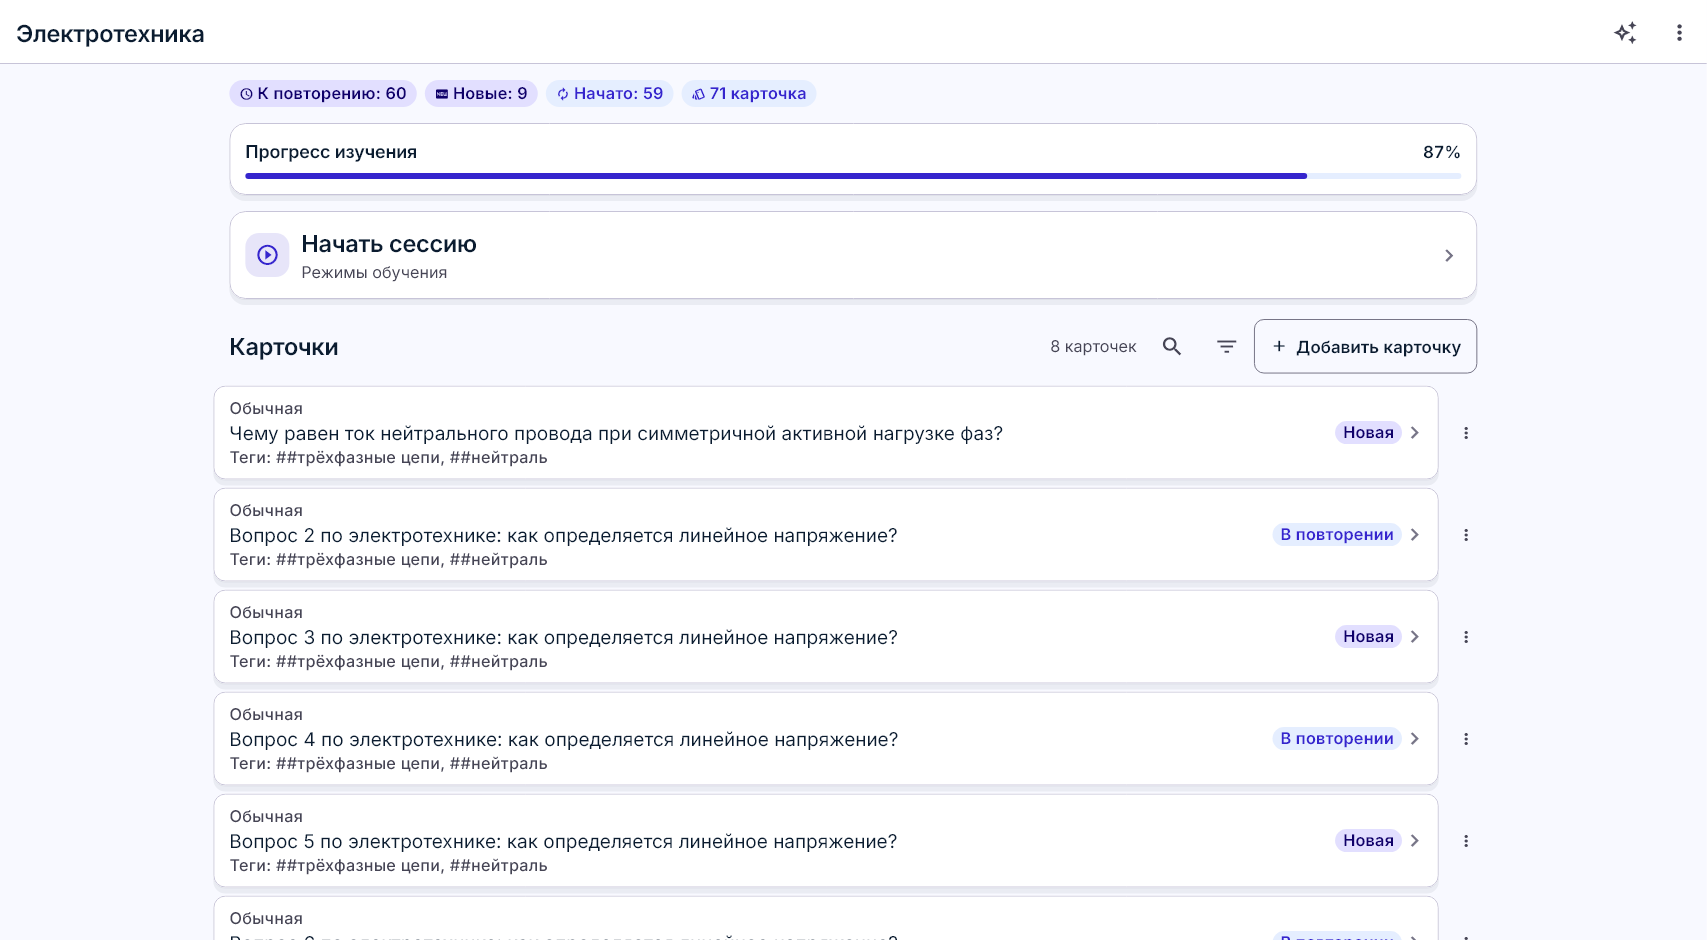 Электротехника
К повторению: 60
Новые: 9
Начато: 59
71 карточка
Прогресс изучения
87%
Начать сессию
Режимы обучения
Карточки
8 карточек
+ Добавить карточку
Обычная
Чему равен ток нейтрального провода при симметричной активной нагрузке фаз?
Новая
Теги: ##трёхфазные цепи, ##нейтраль
Обычная
Вопрос 2 по электротехнике: как определяется линейное напряжение?
В повторении
Теги: ##трёхфазные цепи, ##нейтраль
Обычная
Вопрос 3 по электротехнике: как определяется линейное напряжение?
Новая
Теги: ##трёхфазные цепи, ##нейтраль
Обычная
Вопрос 4 по электротехнике: как определяется линейное напряжение?
В повторении
Теги: ##трёхфазные цепи, ##нейтраль
Обычная
Вопрос 5 по электротехнике: как определяется линейное напряжение?
Новая
Теги: ##трёхфазные цепи, ##нейтраль
Обычная